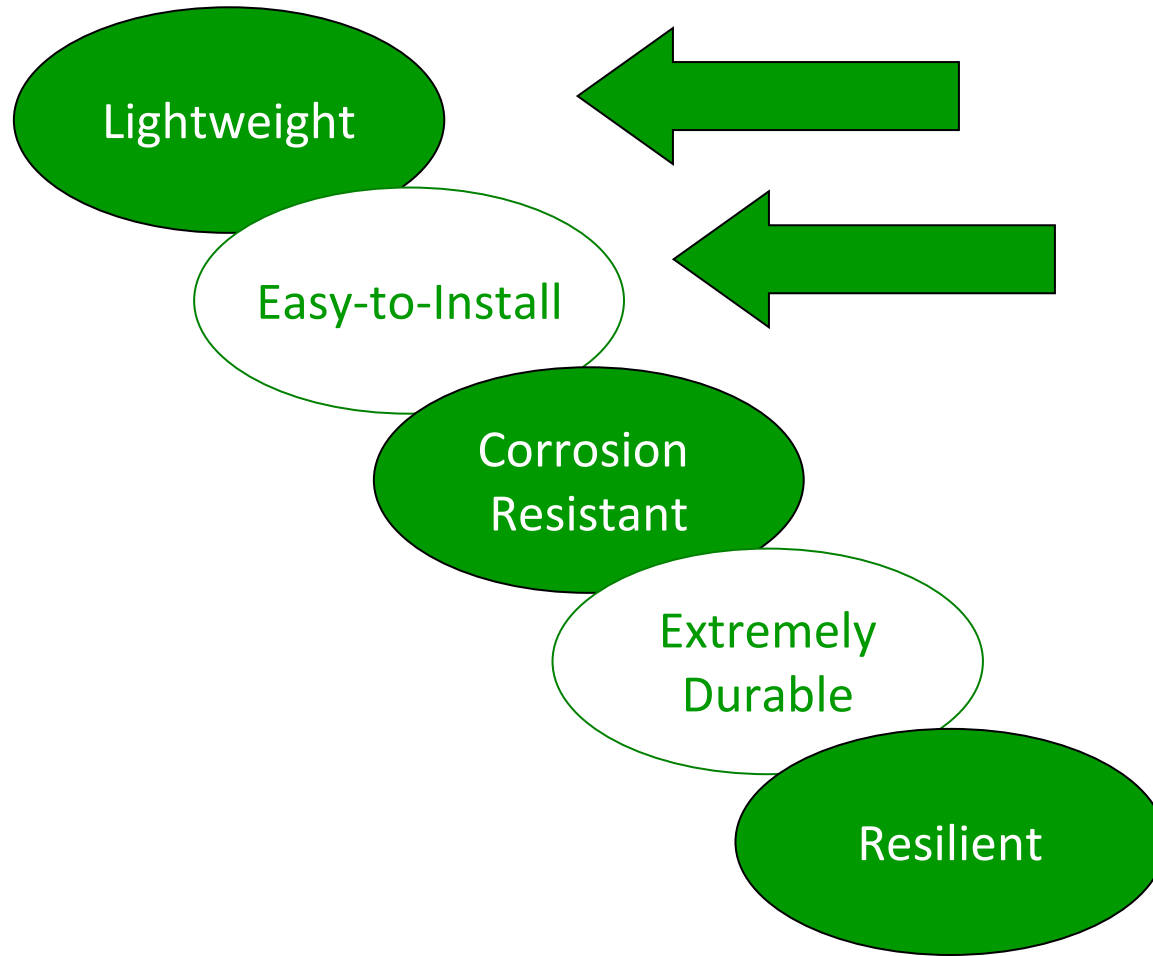 Lightweight
Easy-to-Install
Corrosion
Resistant
Extremely
Durable
Resilient